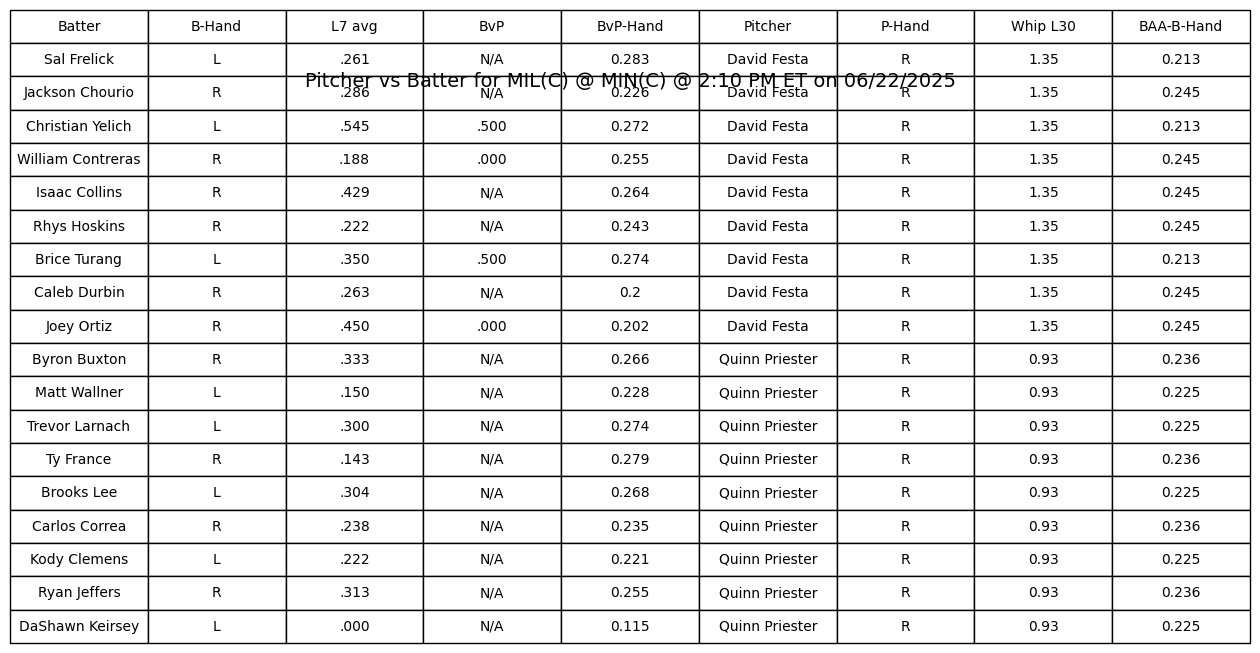 Batter B-Hand L7 avg BvP BvP-Hand Pitcher P-Hand Whip L30 BAA-B-Hand
Sal Frelick L .261 N/A 0.283 David Festa R 1.35 0.213
Pitcher vs Batter for MIL(C) @ MIN(C) @ 2:10 PM ET on 06/22/2025
Jackson Chourio R .286 N/A 0.226 David Festa R 1.35 0.245
Christian Yelich L .545 .500 0.272 David Festa R 1.35 0.213
William Contreras R .188 .000 0.255 David Festa R 1.35 0.245
Isaac Collins R .429 N/A 0.264 David Festa R 1.35 0.245
Rhys Hoskins R .222 N/A 0.243 David Festa R 1.35 0.245
Brice Turang L .350 .500 0.274 David Festa R 1.35 0.213
Caleb Durbin R .263 N/A 0.2 David Festa R 1.35 0.245
Joey Ortiz R .450 .000 0.202 David Festa R 1.35 0.245
Byron Buxton R .333 N/A 0.266 Quinn Priester R 0.93 0.236
Matt Wallner L .150 N/A 0.228 Quinn Priester R 0.93 0.225
Trevor Larnach L .300 N/A 0.274 Quinn Priester R 0.93 0.225
Ty France R .143 N/A 0.279 Quinn Priester R 0.93 0.236
Brooks Lee L .304 N/A 0.268 Quinn Priester R 0.93 0.225
Carlos Correa R .238 N/A 0.235 Quinn Priester R 0.93 0.236
Kody Clemens L .222 N/A 0.221 Quinn Priester R 0.93 0.225
Ryan Jeffers R .313 N/A 0.255 Quinn Priester R 0.93 0.236
DaShawn Keirsey L .000 N/A 0.115 Quinn Priester R 0.93 0.225